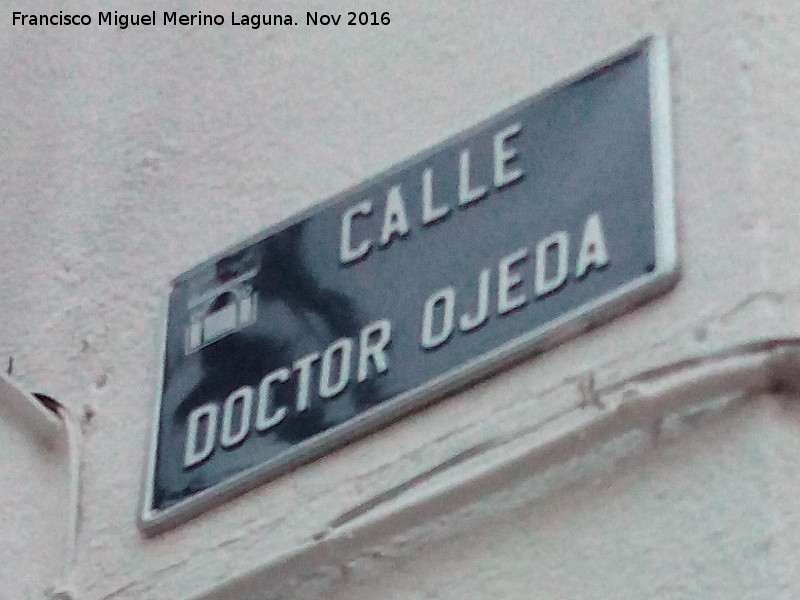 Francisco Miguel Merino Laguna. Nov 2016
CALLE
DOCTOR OJEDA